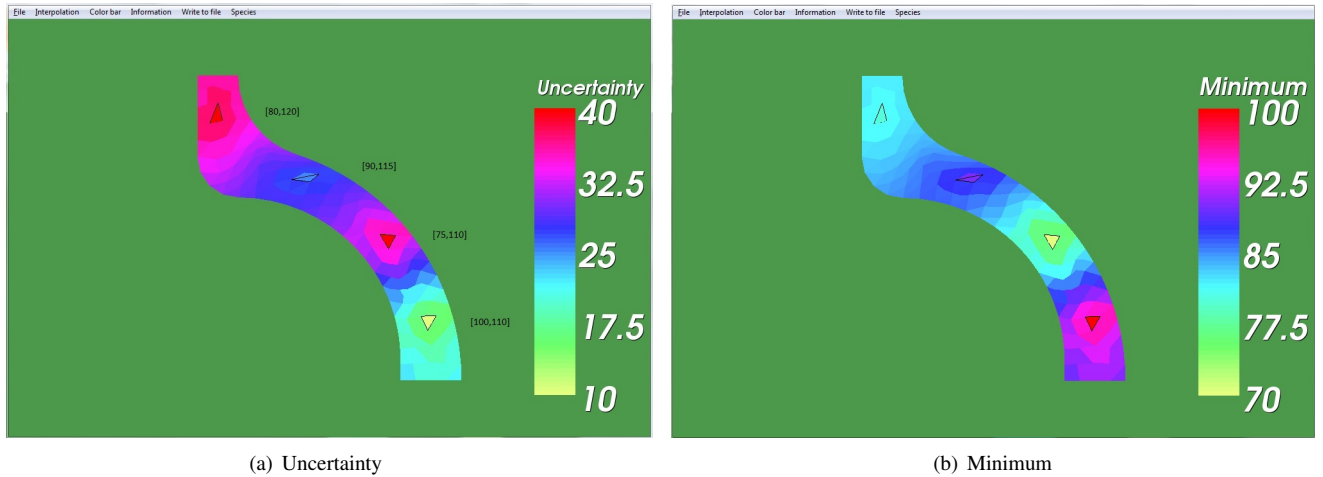 File Interpolation Color bar Information Write to file Species
Uncertainty
40
[80,120]
[90,115]
32.5
[75,110]
25
[100,110]
17.5
10
(a) Uncertainty
File Interpolation Color bar Information Write to file Species
Minimum
100
92.5
85
77.5
70
(b) Minimum